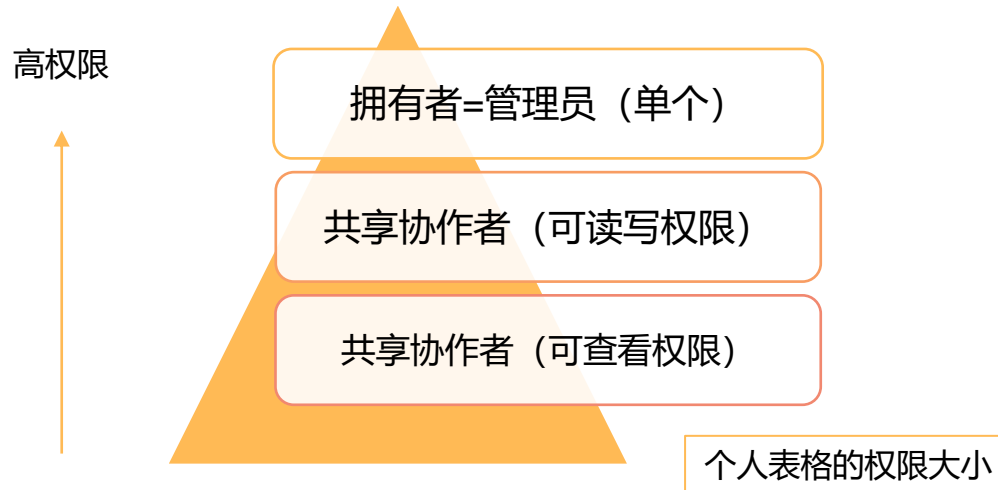 高权限
拥有者=管理员（单个）
共享协作者（可读写权限）
共享协作者（可查看权限）
个人表格的权限大小